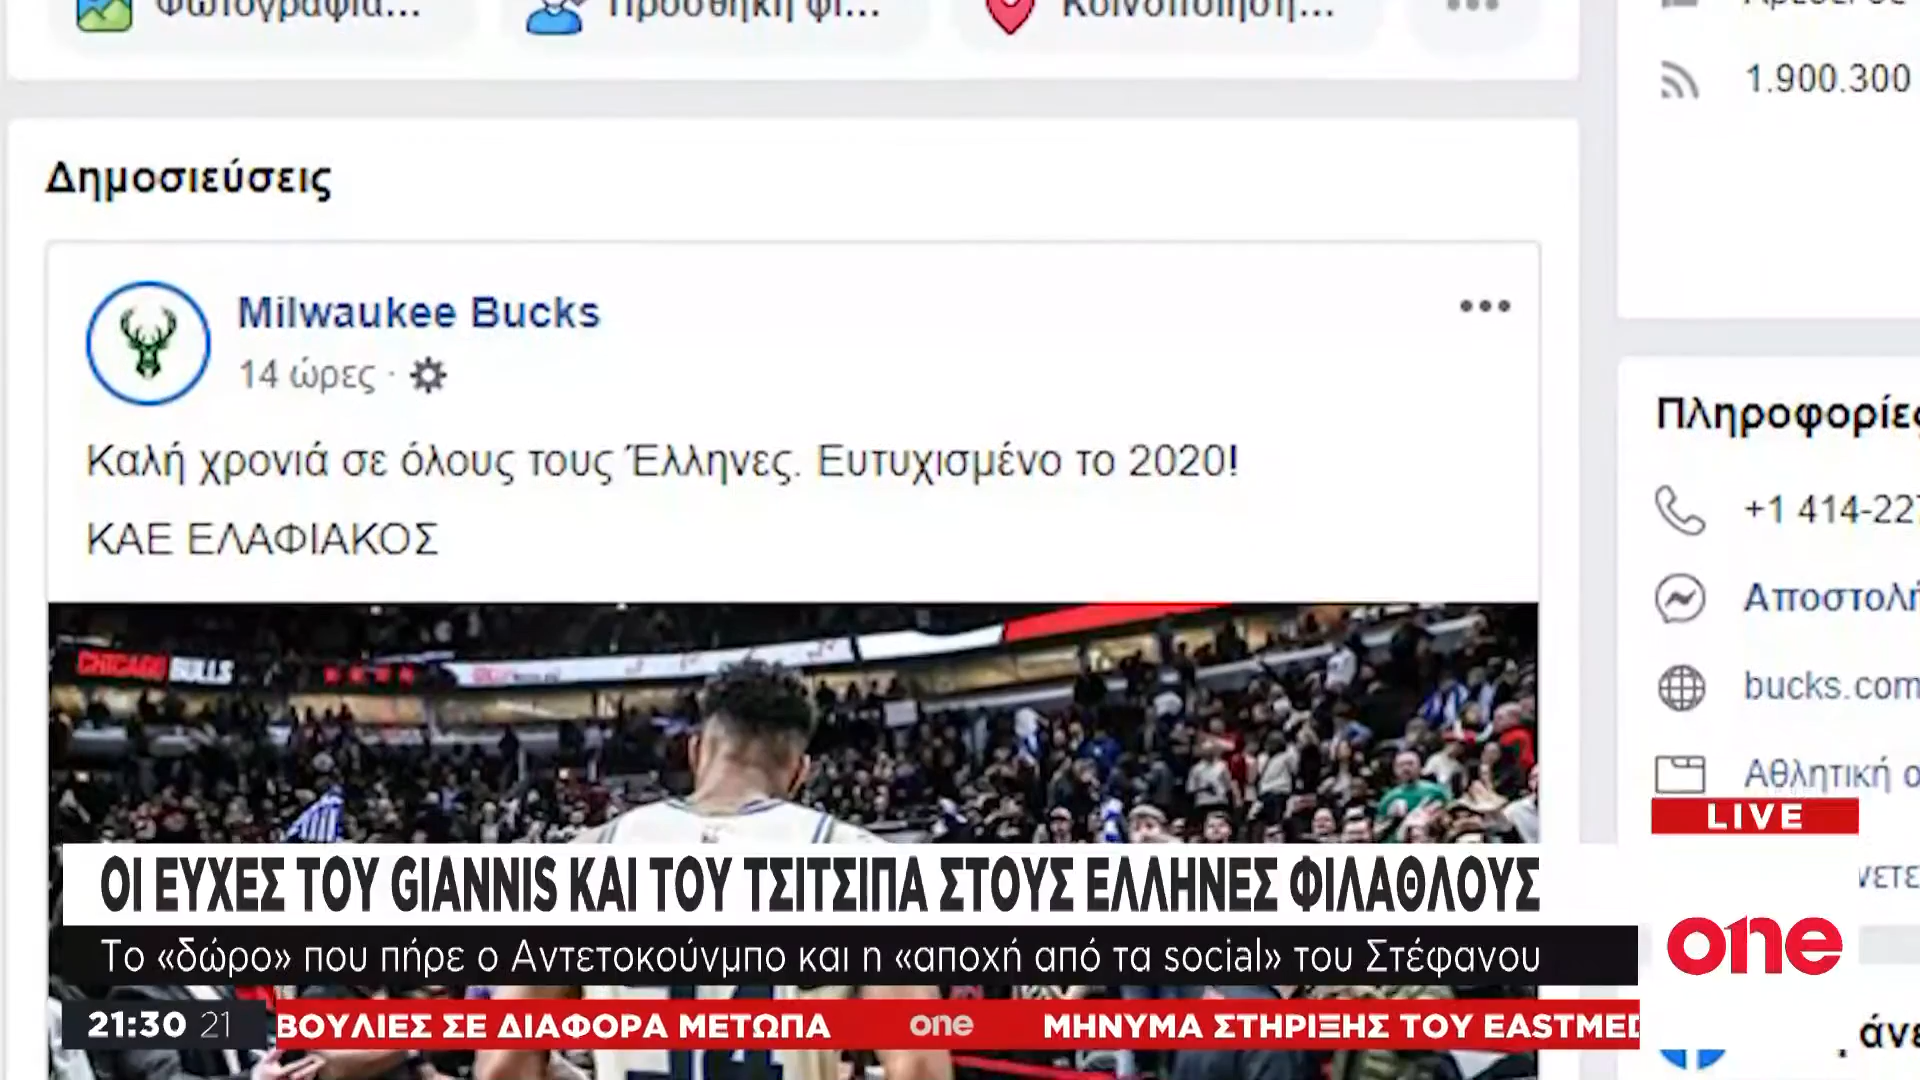 Φωτογραφία...
Προσθήκη φί...
Κοινοποίηση...
1.900.300
Δημοσιεύσεις
Milwaukee Bucks
14 ώρες ·
Καλή χρονιά σε όλους τους Έλληνες. Ευτυχισμένο το 2020!
ΚΑΕ ΕΛΑΦΙΑΚΟΣ
Πληροφορίες
+1 414-227
Αποστολή
bucks.com
Αθλητική ο
CHICAGO BULLS
LIVE
ΟΙ ΕΥΧΕΣ ΤΟΥ GIANNIS ΚΑΙ ΤΟΥ ΤΣΙΤΣΙΠΑ ΣΤΟΥΣ ΕΛΛΗΝΕΣ ΦΙΛΑΘΛΟΥΣ
Το «δώρο» που πήρε ο Αντετοκούνμπο και η «αποχή από τα social» του Στέφανου
one
21:30 21
ΒΟΥΛΙΕΣ ΣΕ ΔΙΑΦΟΡΑ ΜΕΤΩΠΑ one ΜΗΝΥΜΑ ΣΤΗΡΙΞΗΣ ΤΟΥ EASTMED